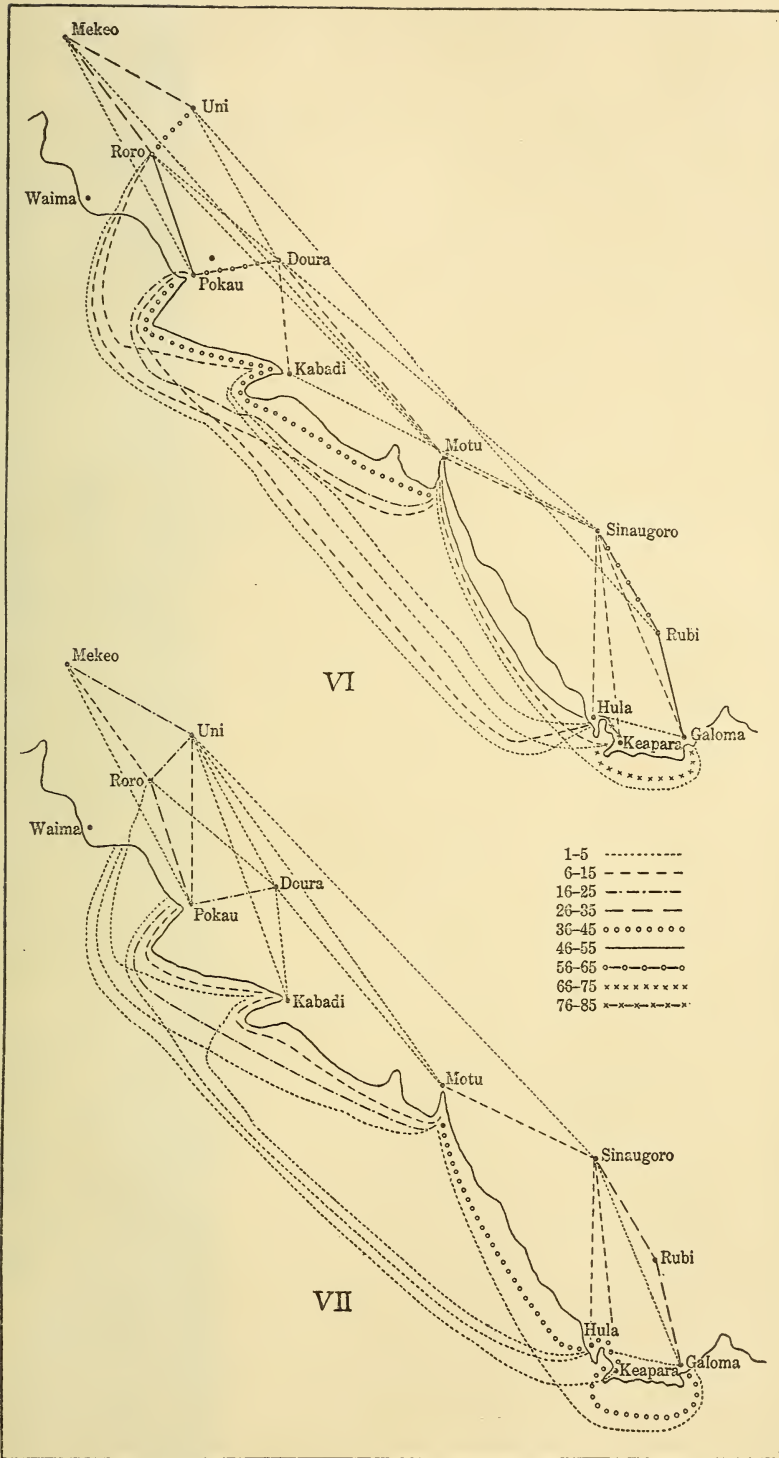 Mekeo
Uni
Roro
Waima
Doura
Pokau
Kabadi
Motu
Sinaugoro
Rubi
VI
Hula
Keapara
Galoma
Mekeo
Uni
Roro
Waima
Doura
Pokau
Kabadi
1–5
6–15
16–25
26–35
36–45
46–55
56–65
66–75
76–85
Motu
Sinaugoro
Rubi
VII
Hula
Keapara
Galoma